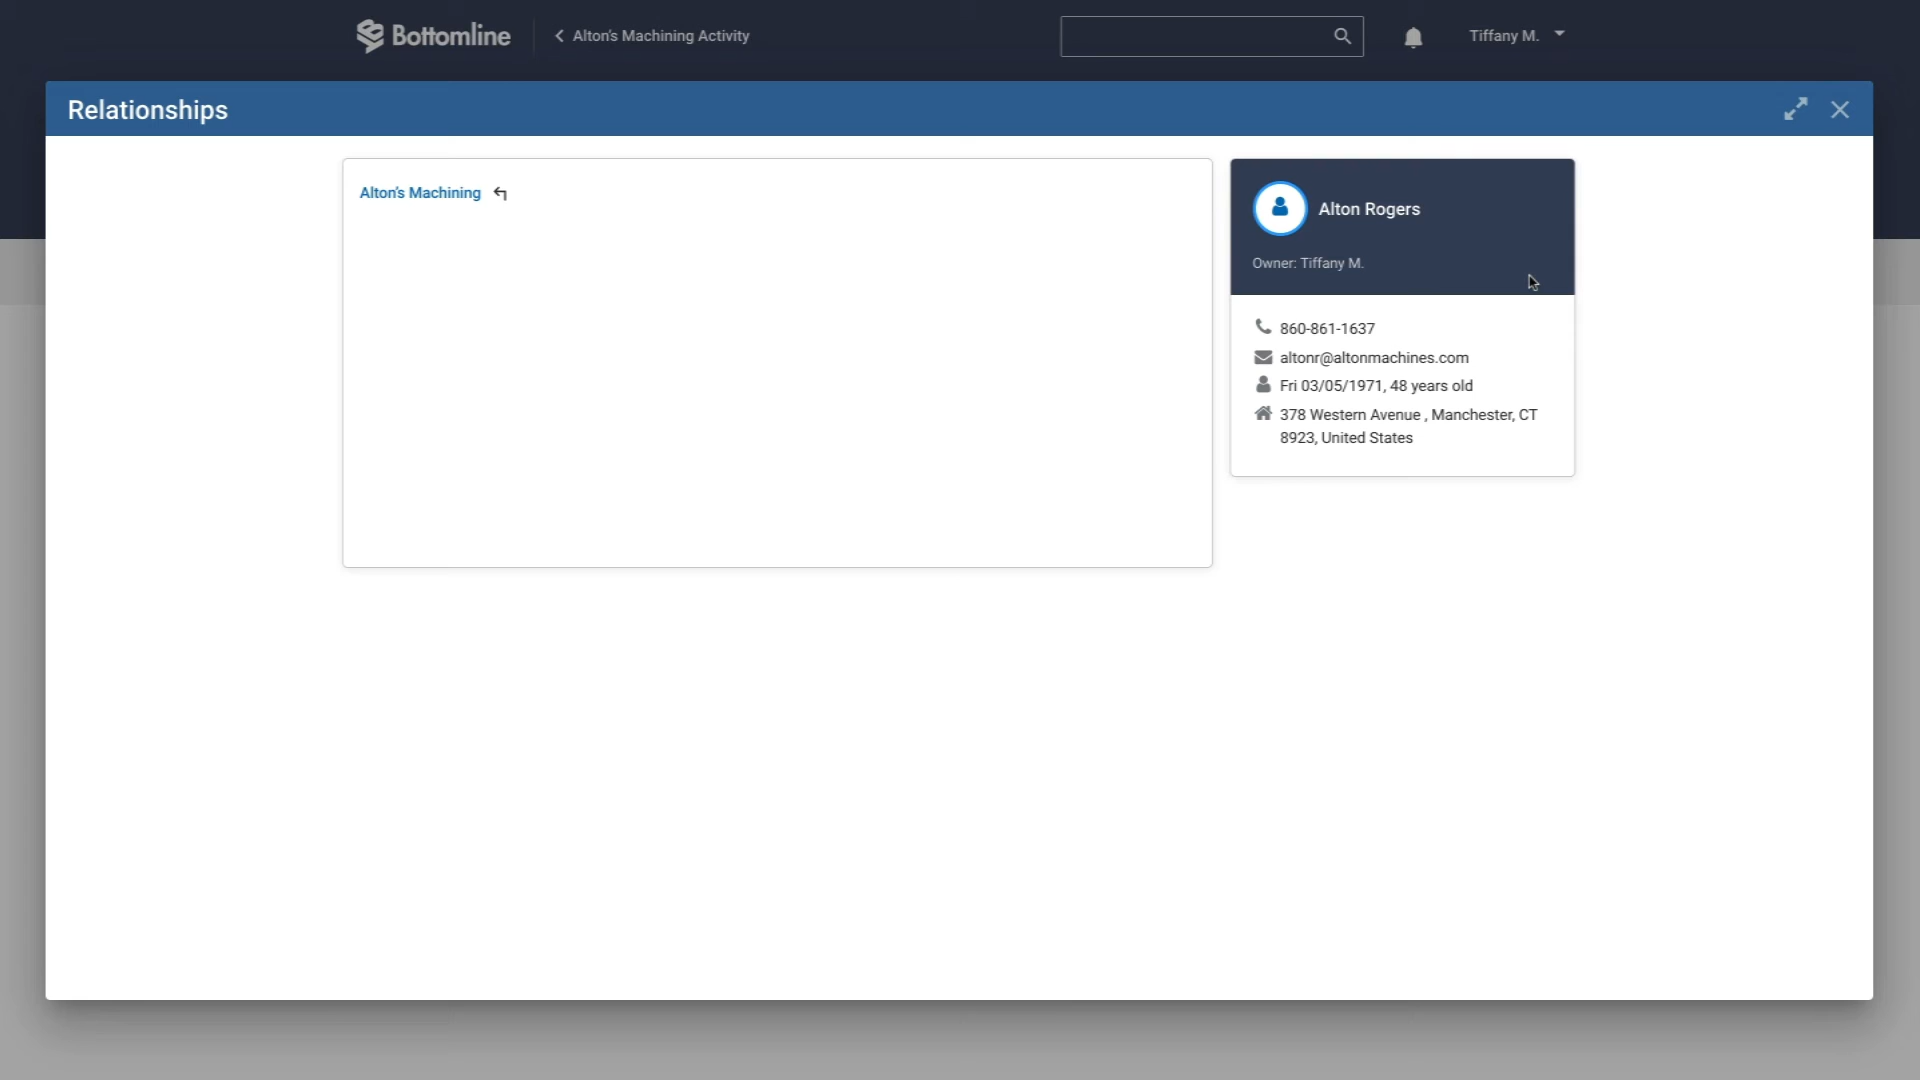 Bottomline
Alton's Machining Activity
Tiffany M.
Relationships
Alton's Machining
Alton Rogers
Owner: Tiffany M.
860-861-1637
altonr@altonmachines.com
Fri 03/05/1971, 48 years old
378 Western Avenue , Manchester, CT
8923, United States